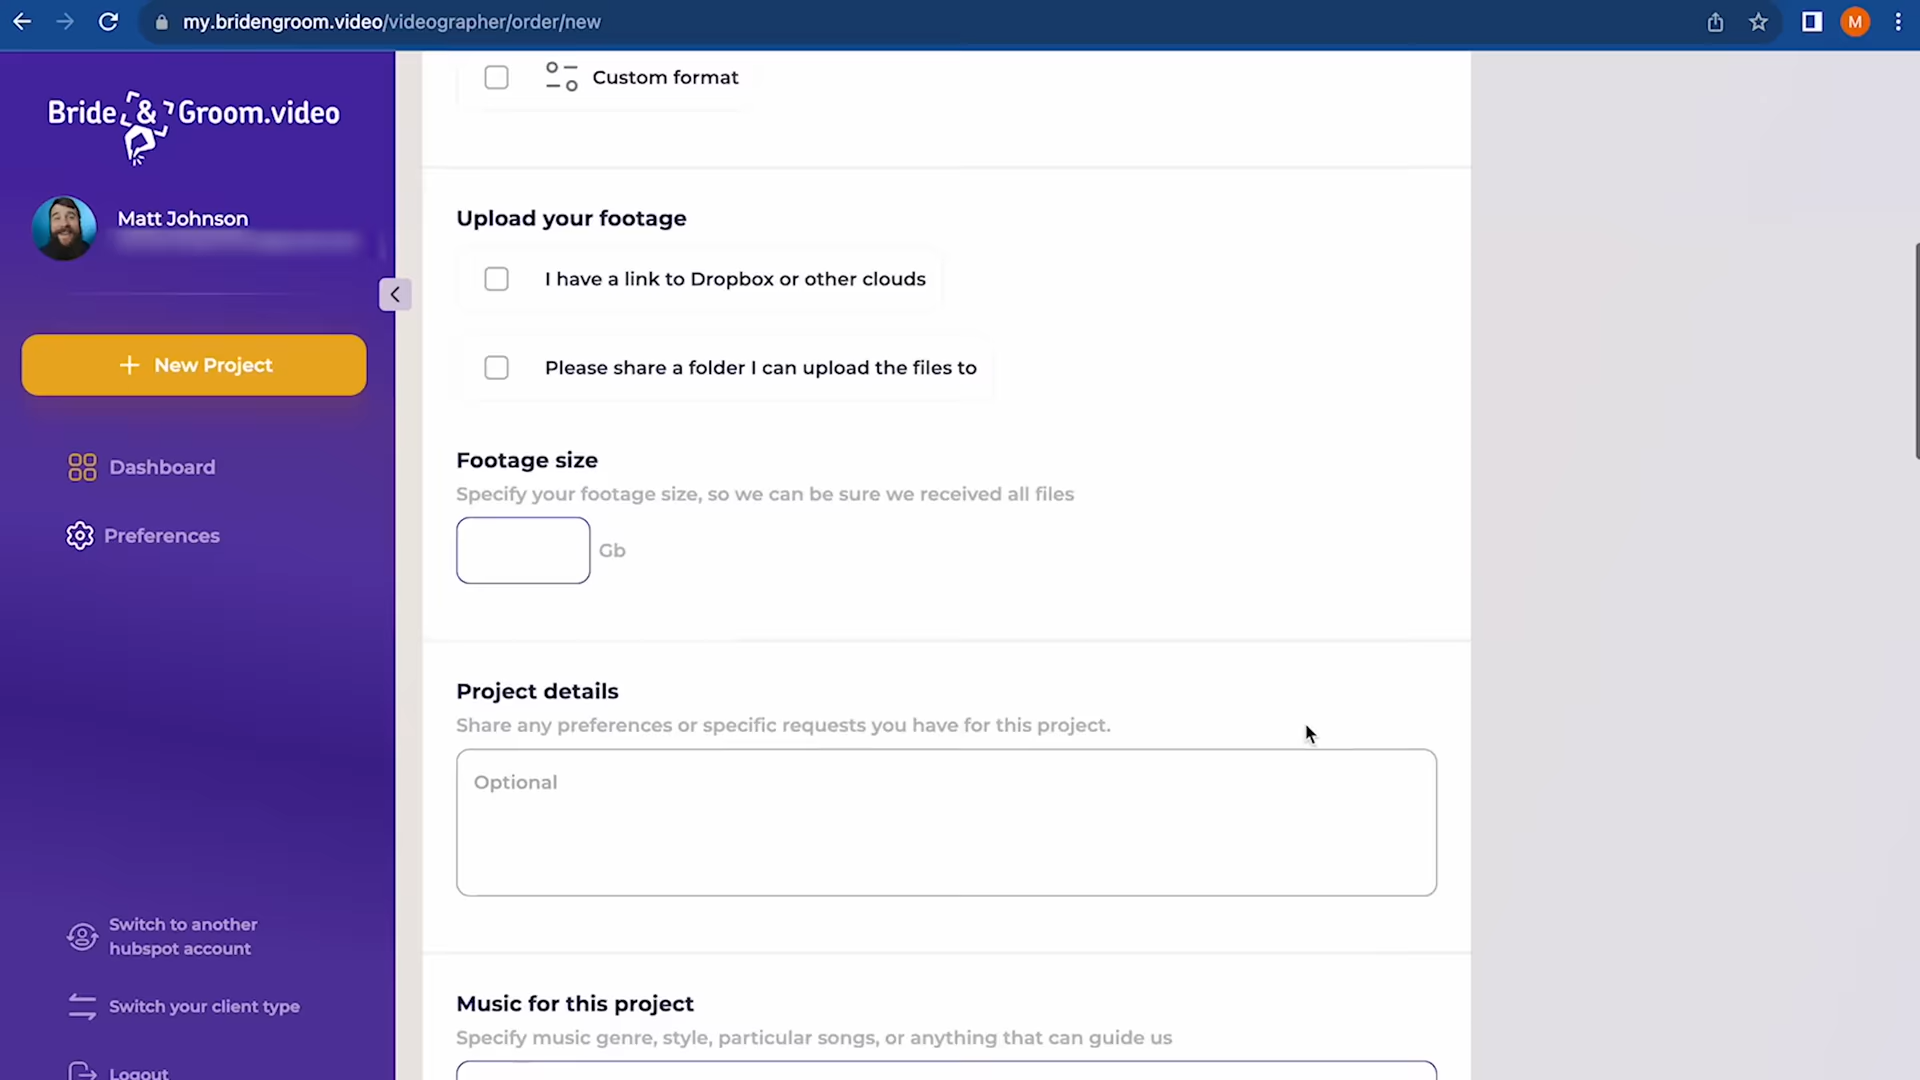 my.bridengroom.video/videographer/order/new
M
Bride & Groom.video
Matt Johnson
+ New Project
Dashboard
Preferences
Switch to another
hubspot account
Switch your client type
Logout
Custom format
Upload your footage
I have a link to Dropbox or other clouds
Please share a folder I can upload the files to
Footage size
Specify your footage size, so we can be sure we received all files
Gb
Project details
Share any preferences or specific requests you have for this project.
Optional
Music for this project
Specify music genre, style, particular songs, or anything that can guide us